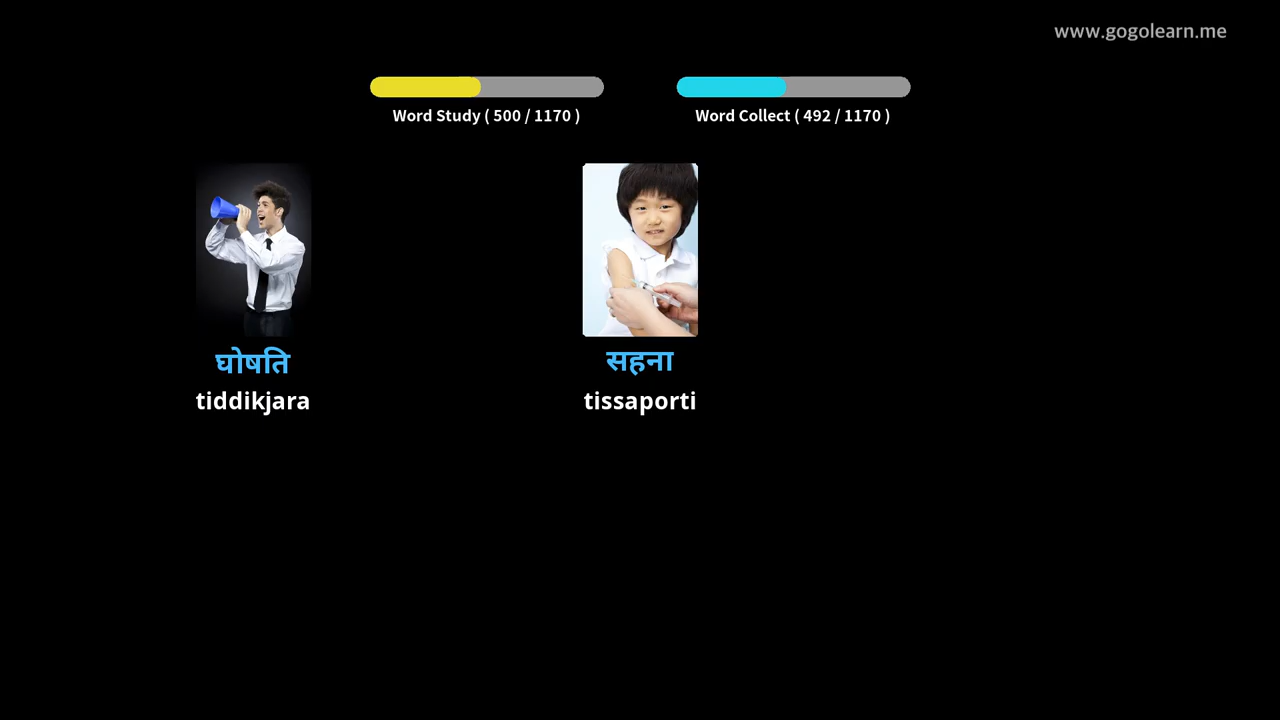 www.gogolearn.me
Word Study ( 500 / 1170 )
Word Collect ( 492 / 1170 )
घोषति
सहना
tiddikjara
tissaporti